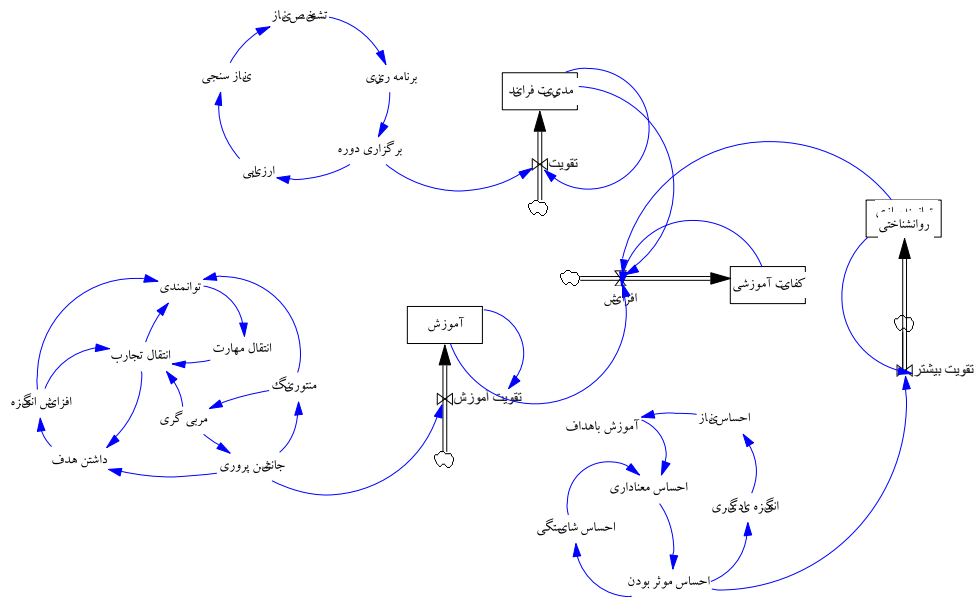 تشخیص نیاز
نیاز سنجی
برنامه ریزی
برگزاری دوره
ارزیابی
مدیریت فرایند
تقویت
روانشناختی
کفایت آموزشی
افزایش
تقویت بیشتر
توانمندی
انتقال مهارت
انتقال تجارب
منتورینگ
افزایش انگیزه
مربی گری
داشتن هدف
جانشین پروری
آموزش
تقویت آموزش
احساس نیاز
آموزش باهداف
احساس معناداری
انگیزه یادگیری
احساس شایستگی
احساس موثر بودن